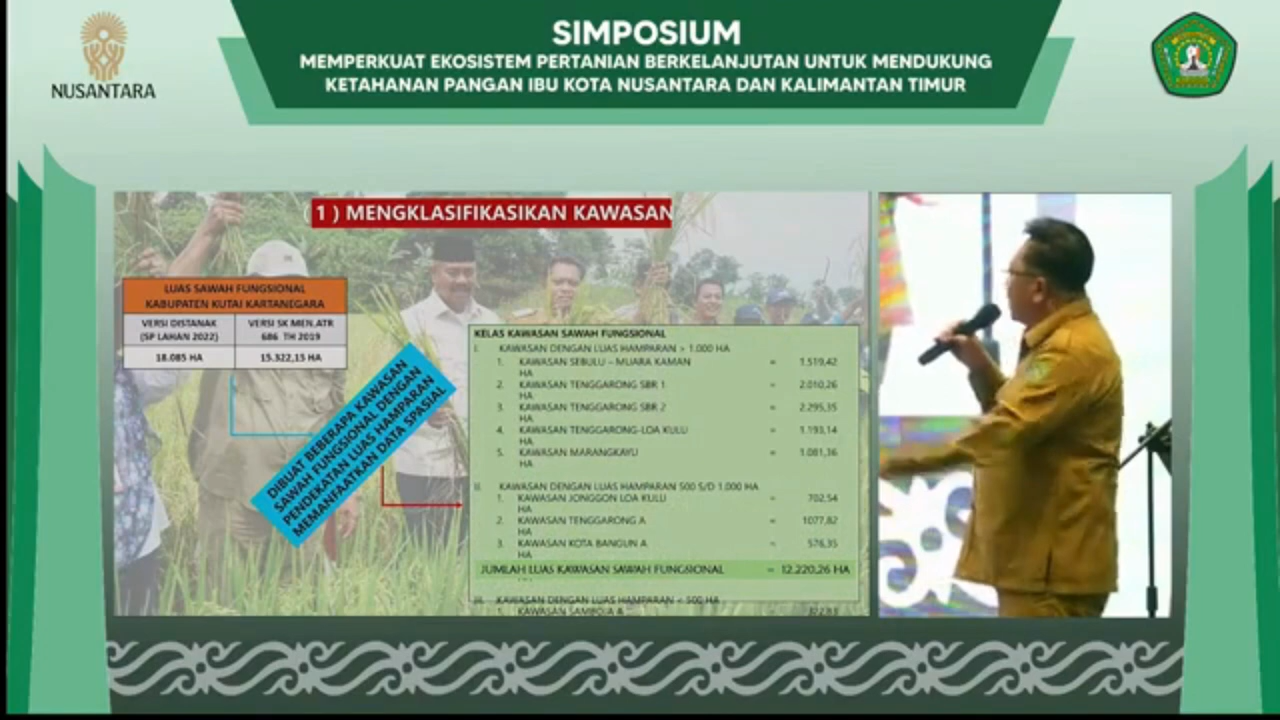 SIMPOSIUM
MEMPERKUAT EKOSISTEM PERTANIAN BERKELANJUTAN UNTUK MENDUKUNG
KETAHANAN PANGAN IBU KOTA NUSANTARA DAN KALIMANTAN TIMUR
NUSANTARA
1 ) MENGKLASIFIKASIKAN KAWASAN
LUAS SAWAH FUNGSIONAL
KABUPATEN KUTAI KARTANEGARA
VERSI DISTANAK
(SP LAHAN 2022)
VERSI SK MEN.ATR
686 TH 2019
18.085 HA
15.322,15 HA
DIBUAT BEBERAPA KAWASAN
SAWAH FUNGSIONAL DENGAN
PENDEKATAN LUAS HAMPARAN
MEMANFAATKAN DATA SPASIAL
KELAS KAWASAN SAWAH FUNGSIONAL
I. KAWASAN DENGAN LUAS HAMPARAN > 1.000 HA
1. KAWASAN SEBULU – MUARA KAMAN = 1.519,42
HA
2. KAWASAN TENGGARONG SBR 1 = 2.010,26
HA
3. KAWASAN TENGGARONG SBR 2 = 2.295,35
HA
4. KAWASAN TENGGARONG-LOA KULU = 1.193,14
HA
5. KAWASAN MARANGKAYU = 1.081,36
HA
II. KAWASAN DENGAN LUAS HAMPARAN 500 S/D 1.000 HA
1. KAWASAN JONGGON LOA KULU = 702,54
HA
2. KAWASAN TENGGARONG A = 1077,82
HA
3. KAWASAN KOTA BANGUN A = 576,35
HA
JUMLAH LUAS KAWASAN SAWAH FUNGSIONAL = 12.220,26 HA
III. KAWASAN DENGAN LUAS HAMPARAN < 500 HA
1. KAWASAN SAMBOJA A